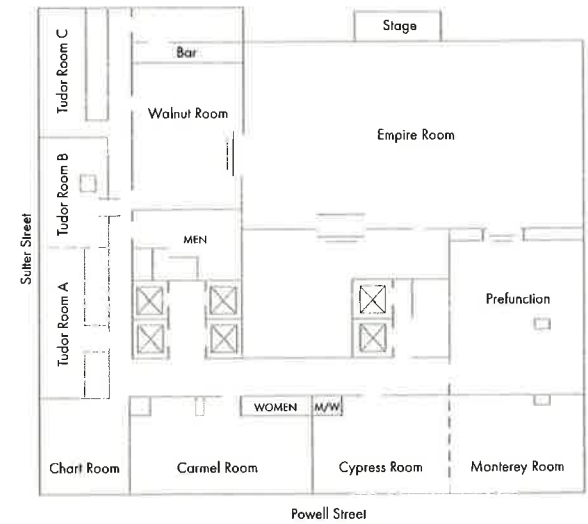 Stage
Tudor Room C
Bar
Walnut Room
Empire Room
Tudor Room B
Sutter Street
MEN
Tudor Room A
Prefunction
WOMEN
M/W
Chart Room
Carmel Room
Cypress Room
Monterey Room
Powell Street